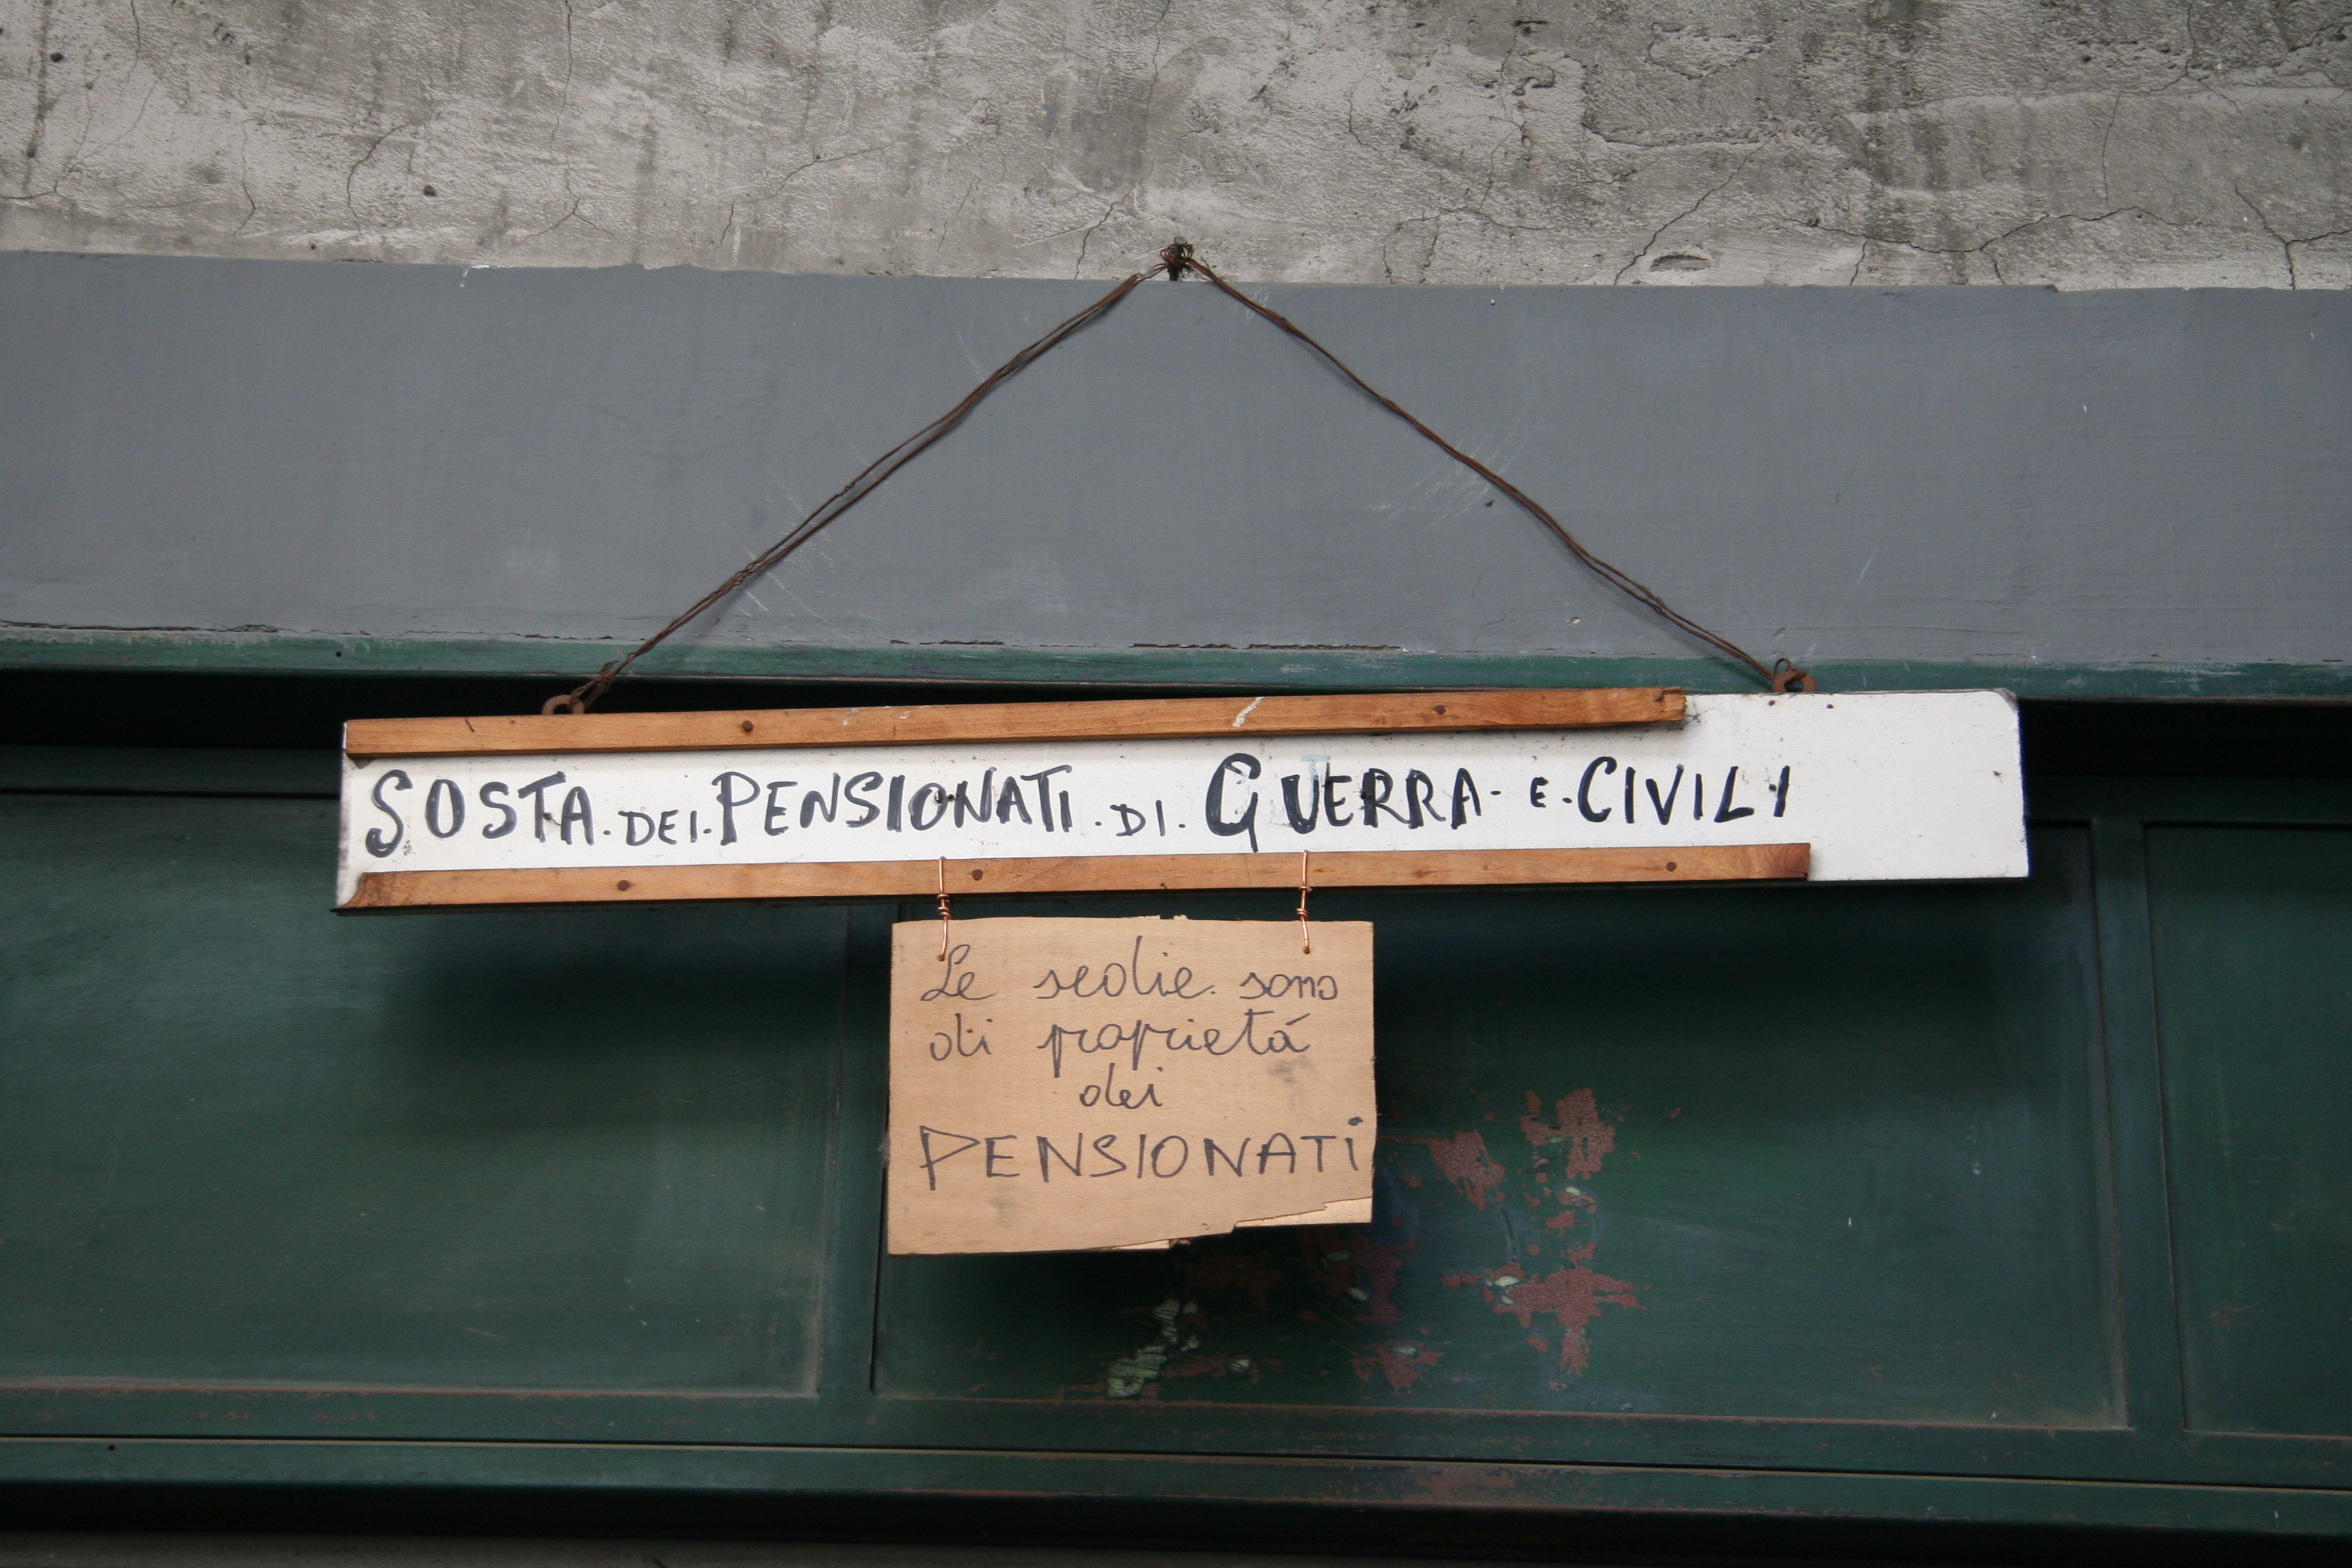 SOSTA. DEI. PENSIONATI. DI. GUERRA - E. CIVILI
Le sedie. sono
di proprietá
dei
PENSIONATI